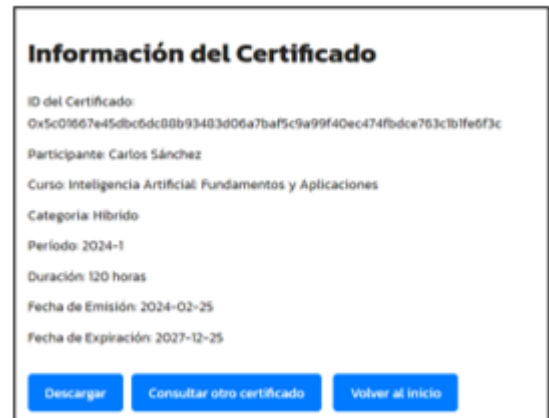 Información del Certificado
ID del Certificado:
0x5c01667e45dbc6dc88b93483d06a7baf5c9a99f40ec474fbdce763c1b1fe6f3c
Participante: Carlos Sánchez
Curso: Inteligencia Artificial: Fundamentos y Aplicaciones
Categoria: Híbrido
Período: 2024-1
Duración: 120 horas
Fecha de Emisión: 2024-02-25
Fecha de Expiración: 2027-12-25
Descargar Consultar otro certificado Volver al inicio